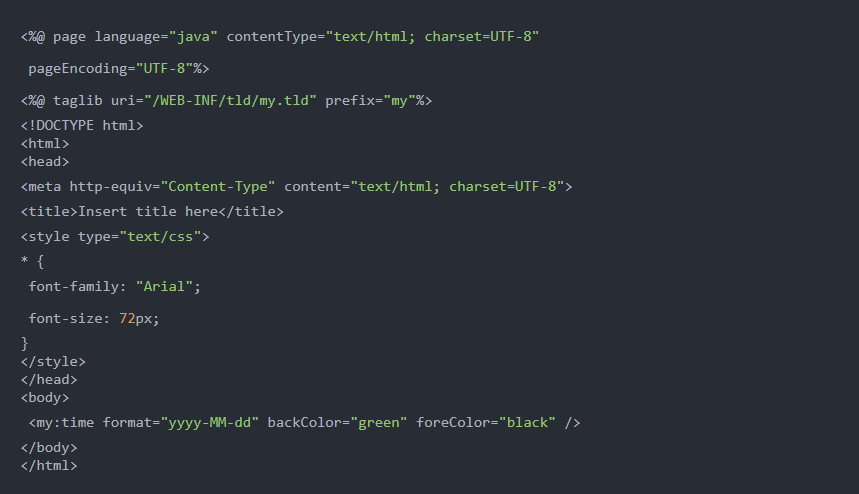 <%@ page language="java" contentType="text/html; charset=UTF-8"
pageEncoding="UTF-8"%>
<%@ taglib uri="/WEB-INF/tld/my.tld" prefix="my"%>
<!DOCTYPE html>
<html>
<head>
<meta http-equiv="Content-Type" content="text/html; charset=UTF-8">
<title>Insert title here</title>
<style type="text/css">
* {
font-family: "Arial";
font-size: 72px;
}
</style>
</head>
<body>
<my:time format="yyyy-MM-dd" backColor="green" foreColor="black" />
</body>
</html>